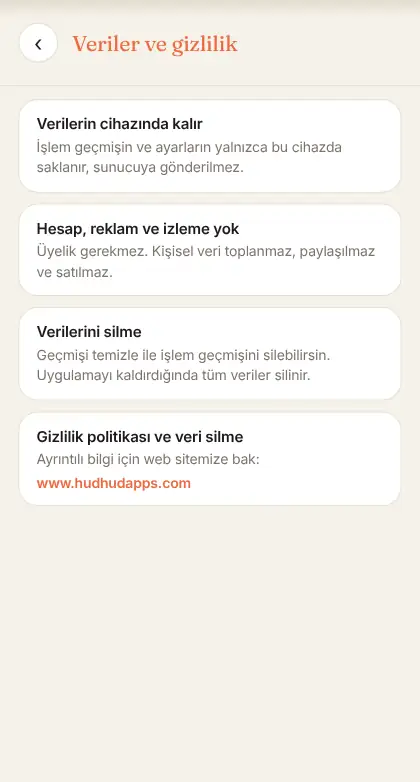 Veriler ve gizlilik
Verilerin cihazında kalır
İşlem geçmişin ve ayarların yalnızca bu cihazda
saklanır, sunucuya gönderilmez.
Hesap, reklam ve izleme yok
Üyelik gerekmez. Kişisel veri toplanmaz, paylaşılmaz
ve satılmaz.
Verilerini silme
Geçmişi temizle ile işlem geçmişini silebilirsin.
Uygulamayı kaldırdığında tüm veriler silinir.
Gizlilik politikası ve veri silme
Ayrıntılı bilgi için web sitemize bak:
www.hudhudapps.com